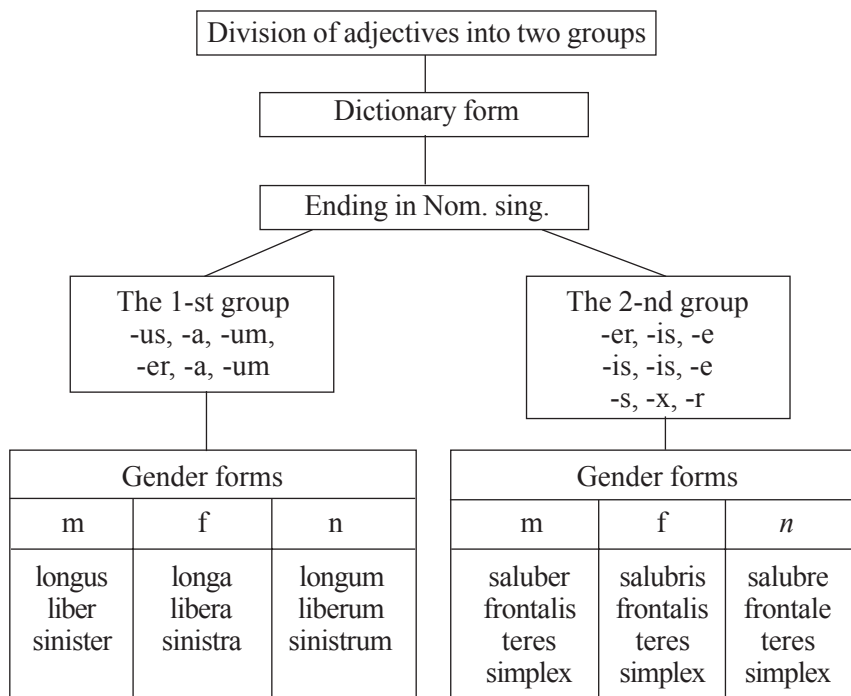 Division of adjectives into two groups
Dictionary form
Ending in Nom. sing.
The 1-st group
-us, -a, -um,
-er, -a, -um
The 2-nd group
-er, -is, -e
-is, -is, -e
-s, -x, -r
Gender forms
m f n
longus longa longum
liber libera liberum
sinister sinistra sinistrum
Gender forms
m f n
saluber salubris salubre
frontalis frontalis frontale
teres teres teres
simplex simplex simplex